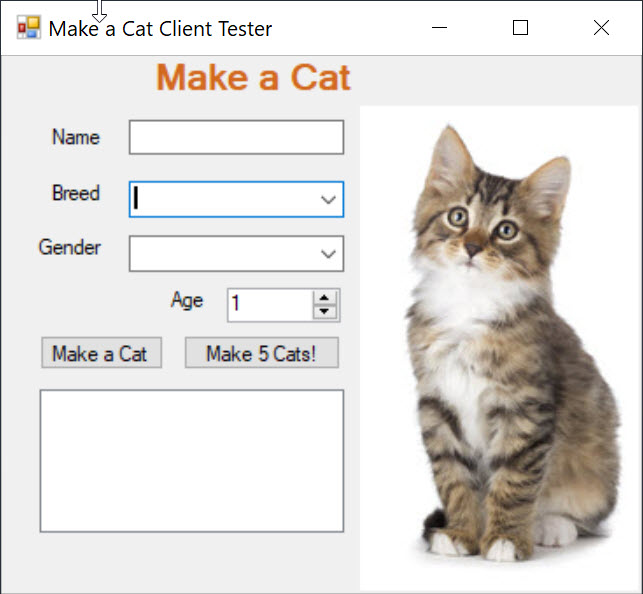 Make a Cat Client Tester
Make a Cat
Name
Breed
Gender
Age 1
Make a Cat Make 5 Cats!